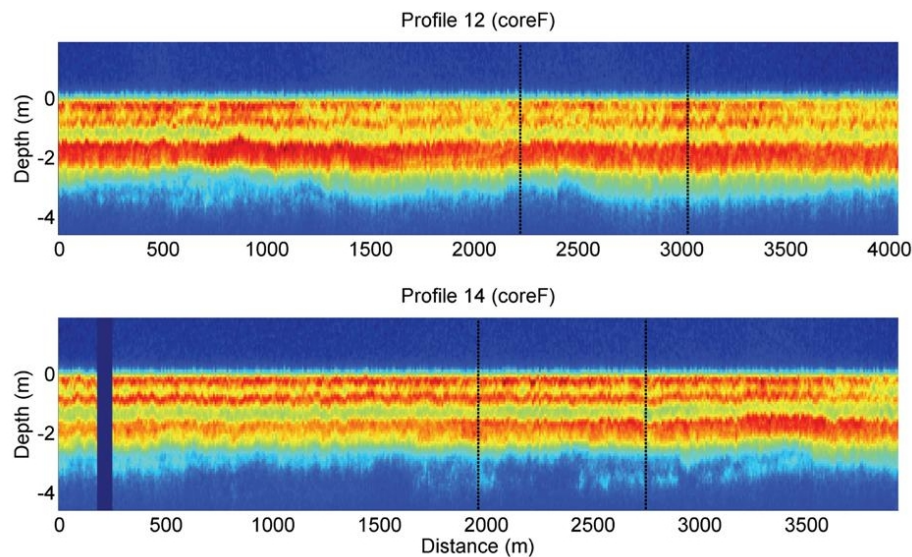 Profile 12 (coreF)
Depth (m)
0
-2
-4
0 500 1000 1500 2000 2500 3000 3500 4000
Profile 14 (coreF)
Depth (m)
0
-2
-4
0 500 1000 1500 2000 2500 3000 3500
Distance (m)